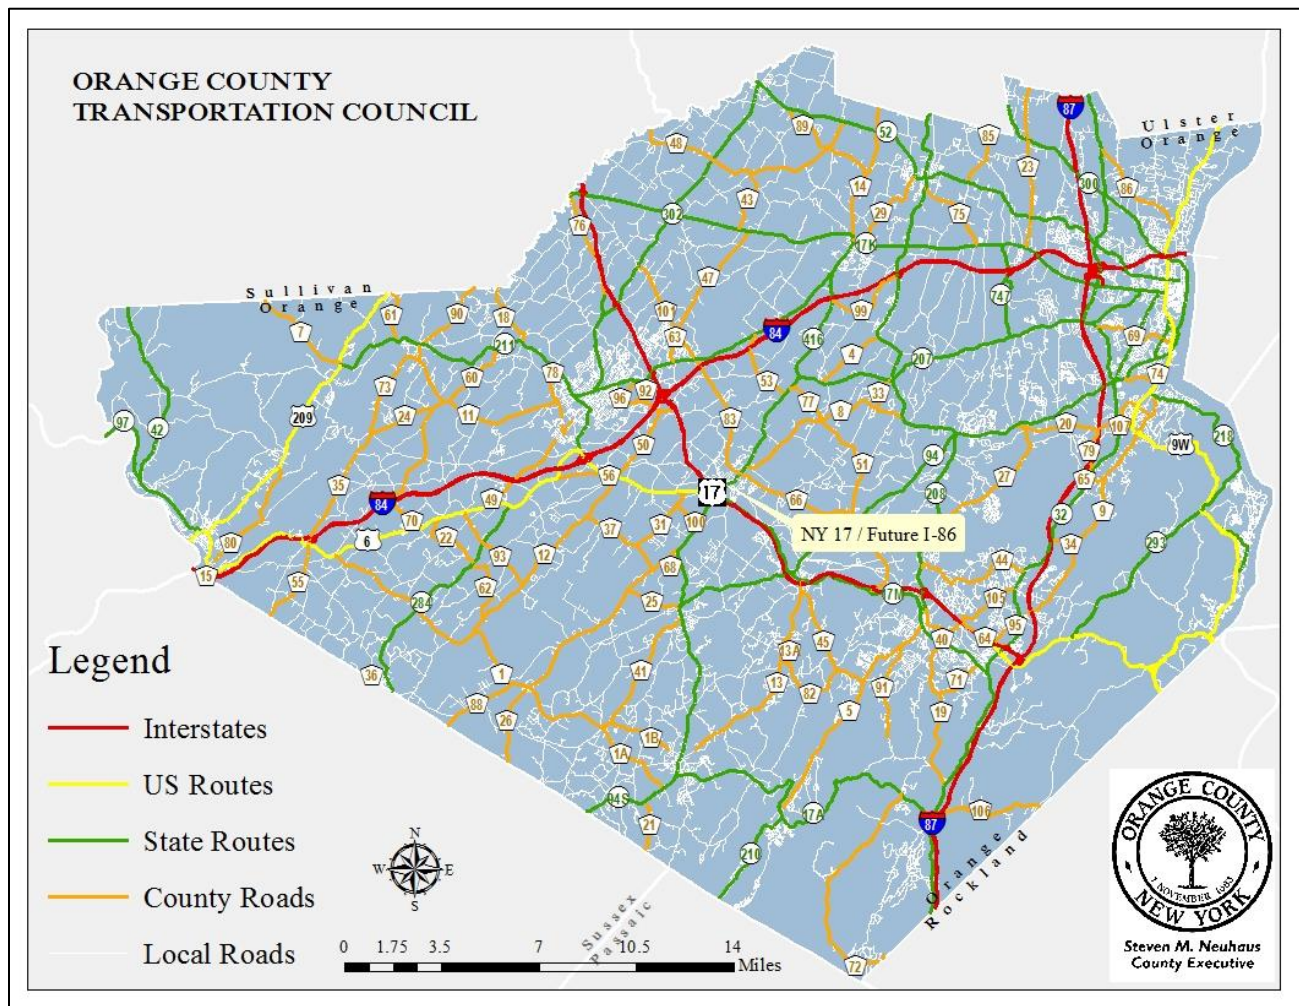 ORANGE COUNTY
TRANSPORTATION COUNCIL
87
Ulster
Orange
89
52
85
48
23
300
86
14
43
29
75
302
76
17K
47
Sullivan
Orange
747
61
90
18
101
99
7
63
84
416
69
211
4
207
78
53
74
73
60
33
96
92
77
209
24
11
8
83
20
107
97
42
50
9W
218
94
79
51
56
27
65
35
84
49
17
208
66
9
70
31
100
32
37
NY 17 / Future I-86
6
80
22
34
293
93
12
44
68
15
55
62
17M
105
284
25
95
40
64
13A
45
Legend
36
1
41
71
13
82
91
88
5
19
26
Interstates
1B
1A
US Routes
94S
106
17A
21
87
State Routes
210
N
W E
S
Orange
Rockland
County Roads
Sussex
Passaic
Local Roads
0 1.75 3.5 7 10.5 14
Miles
72
ORANGE COUNTY
1 NOVEMBER 1683
NEW YORK
Steven M. Neuhaus
County Executive